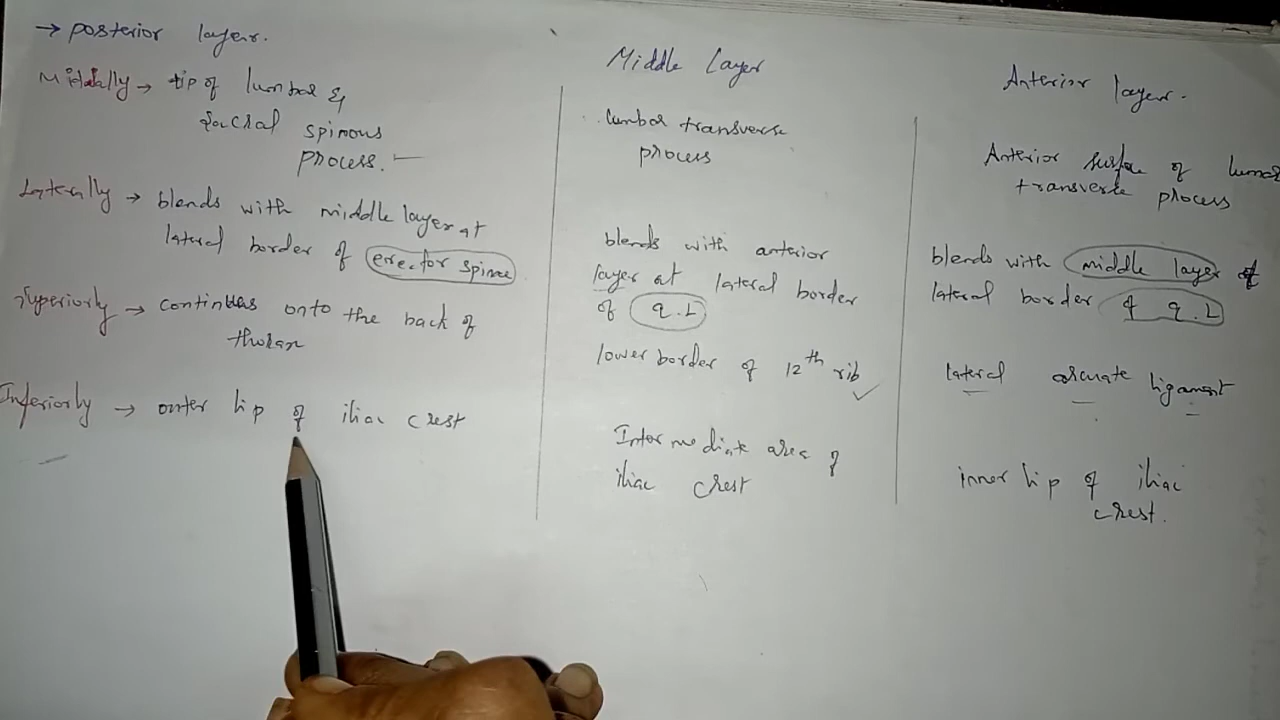 → posterior layer.
Midially → tip of lumbar &
sacral spinous
process.
Laterally → blends with middle layer at
lateral border of erector spinae
Superiorly → continues onto the back of
thorax
Inferiorly → outer lip of iliac crest
Middle Layer
lumbar transverse
process
blends with anterior
layer at lateral border
of q.L
lower border of 12th rib
Intermediate area of
iliac crest
Anterior layer.
Anterior surface of lumbar
transverse process
blends with middle layer at
lateral border of q.L
lateral arcuate ligament
inner lip of iliac
crest.